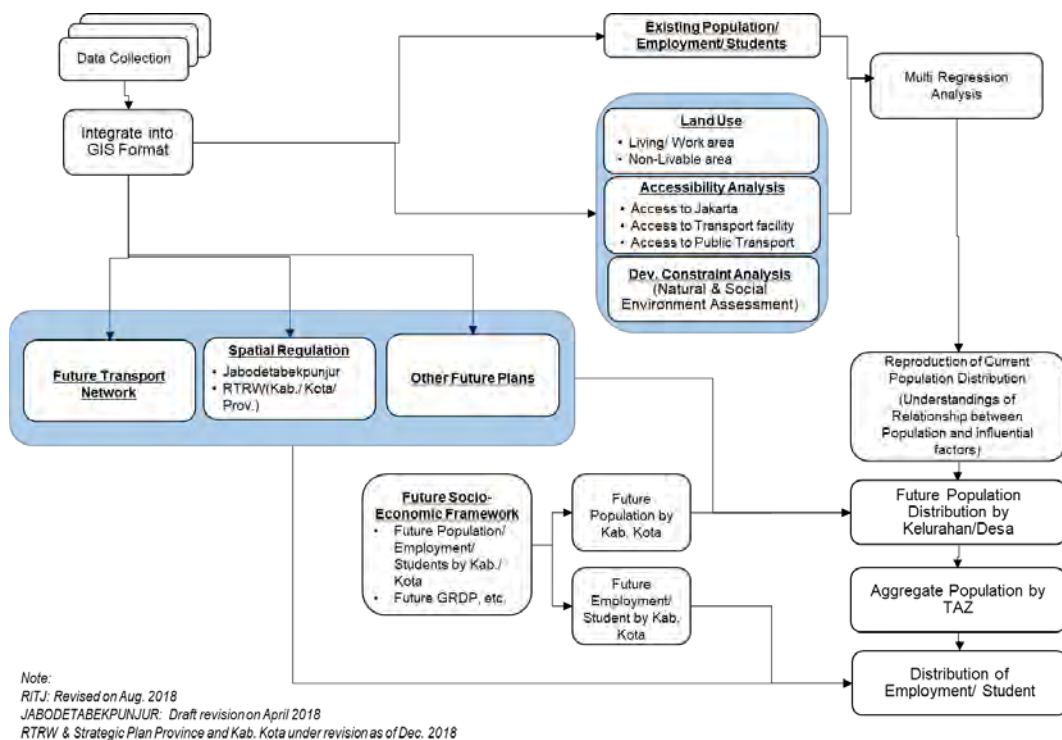 Data Collection
Integrate into
GIS Format
Existing Population/
Employment/ Students
Multi Regression
Analysis
Land Use
• Living/ Work area
• Non-Livable area
Accessibility Analysis
• Access to Jakarta
• Access to Transport facility
• Access to Public Transport
Dev. Constraint Analysis
(Natural & Social
Environment Assessment)
Future Transport
Network
Spatial Regulation
• Jabodetabekpunjur
• RTRW(Kab./ Kota/
Prov.)
Other Future Plans
Reproduction of Current
Population Distribution
(Understandings of
Relationship between
Population and influential
factors)
Future Socio-
Economic Framework
• Future Population/
Employment/
Students by Kab./
Kota
• Future GRDP, etc.
Future
Population by
Kab. Kota
Future
Employment/
Student by Kab.
Kota
Future Population
Distribution by
Kelurahan/Desa
Aggregate Population by
TAZ
Distribution of
Employment/ Student
Note:
RITJ: Revised on Aug. 2018
JABODETABEKPUNJUR: Draft revision on April 2018
RTRW & Strategic Plan Province and Kab. Kota under revision as of Dec. 2018